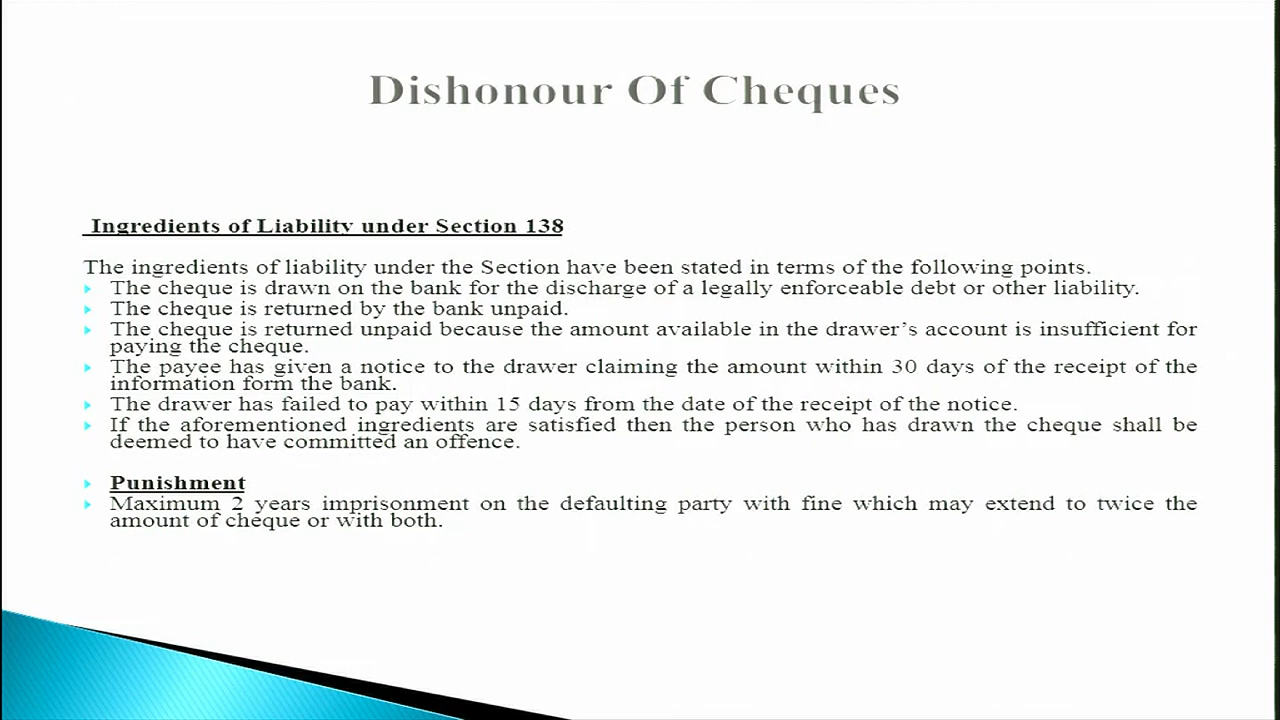 Dishonour Of Cheques
Ingredients of Liability under Section 138
The ingredients of liability under the Section have been stated in terms of the following points.
The cheque is drawn on the bank for the discharge of a legally enforceable debt or other liability.
The cheque is returned by the bank unpaid.
The cheque is returned unpaid because the amount available in the drawer’s account is insufficient for
paying the cheque.
The payee has given a notice to the drawer claiming the amount within 30 days of the receipt of the
information form the bank.
The drawer has failed to pay within 15 days from the date of the receipt of the notice.
If the aforementioned ingredients are satisfied then the person who has drawn the cheque shall be
deemed to have committed an offence.
Punishment
Maximum 2 years imprisonment on the defaulting party with fine which may extend to twice the
amount of cheque or with both.